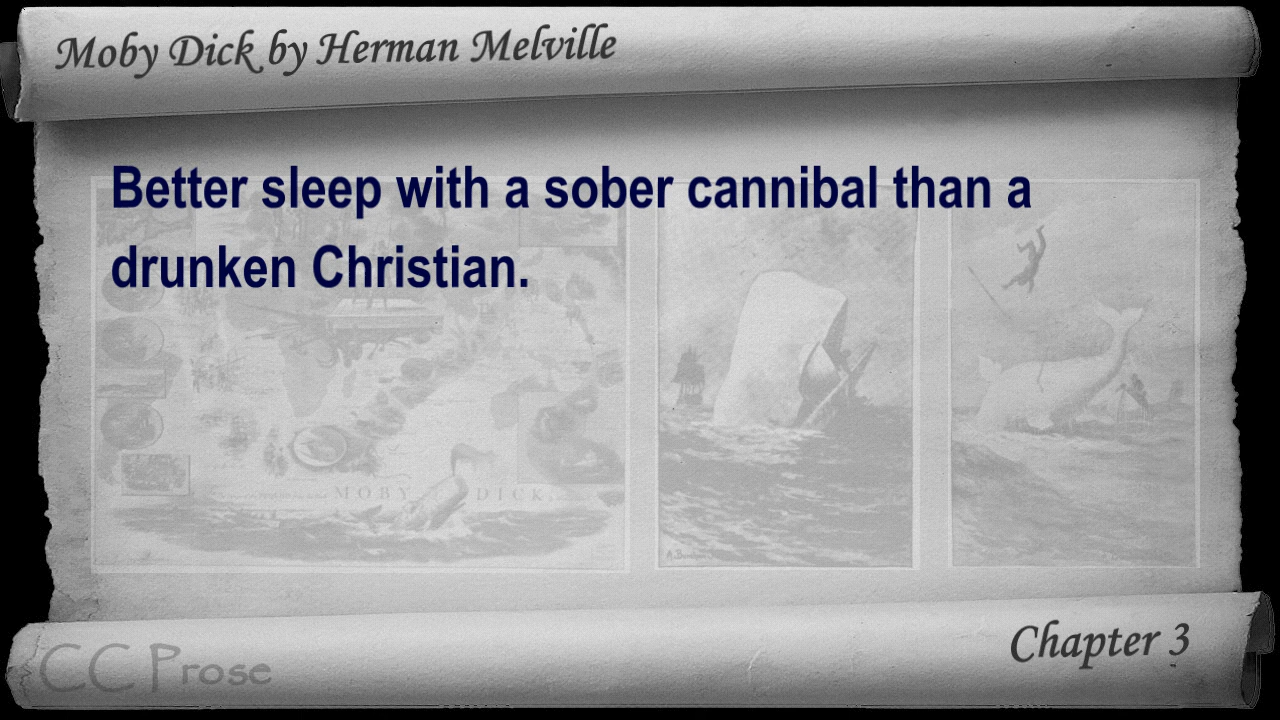 Moby Dick by Herman Melville
Better sleep with a sober cannibal than a
drunken Christian.
MOBY DICK
CC Prose
Chapter 3